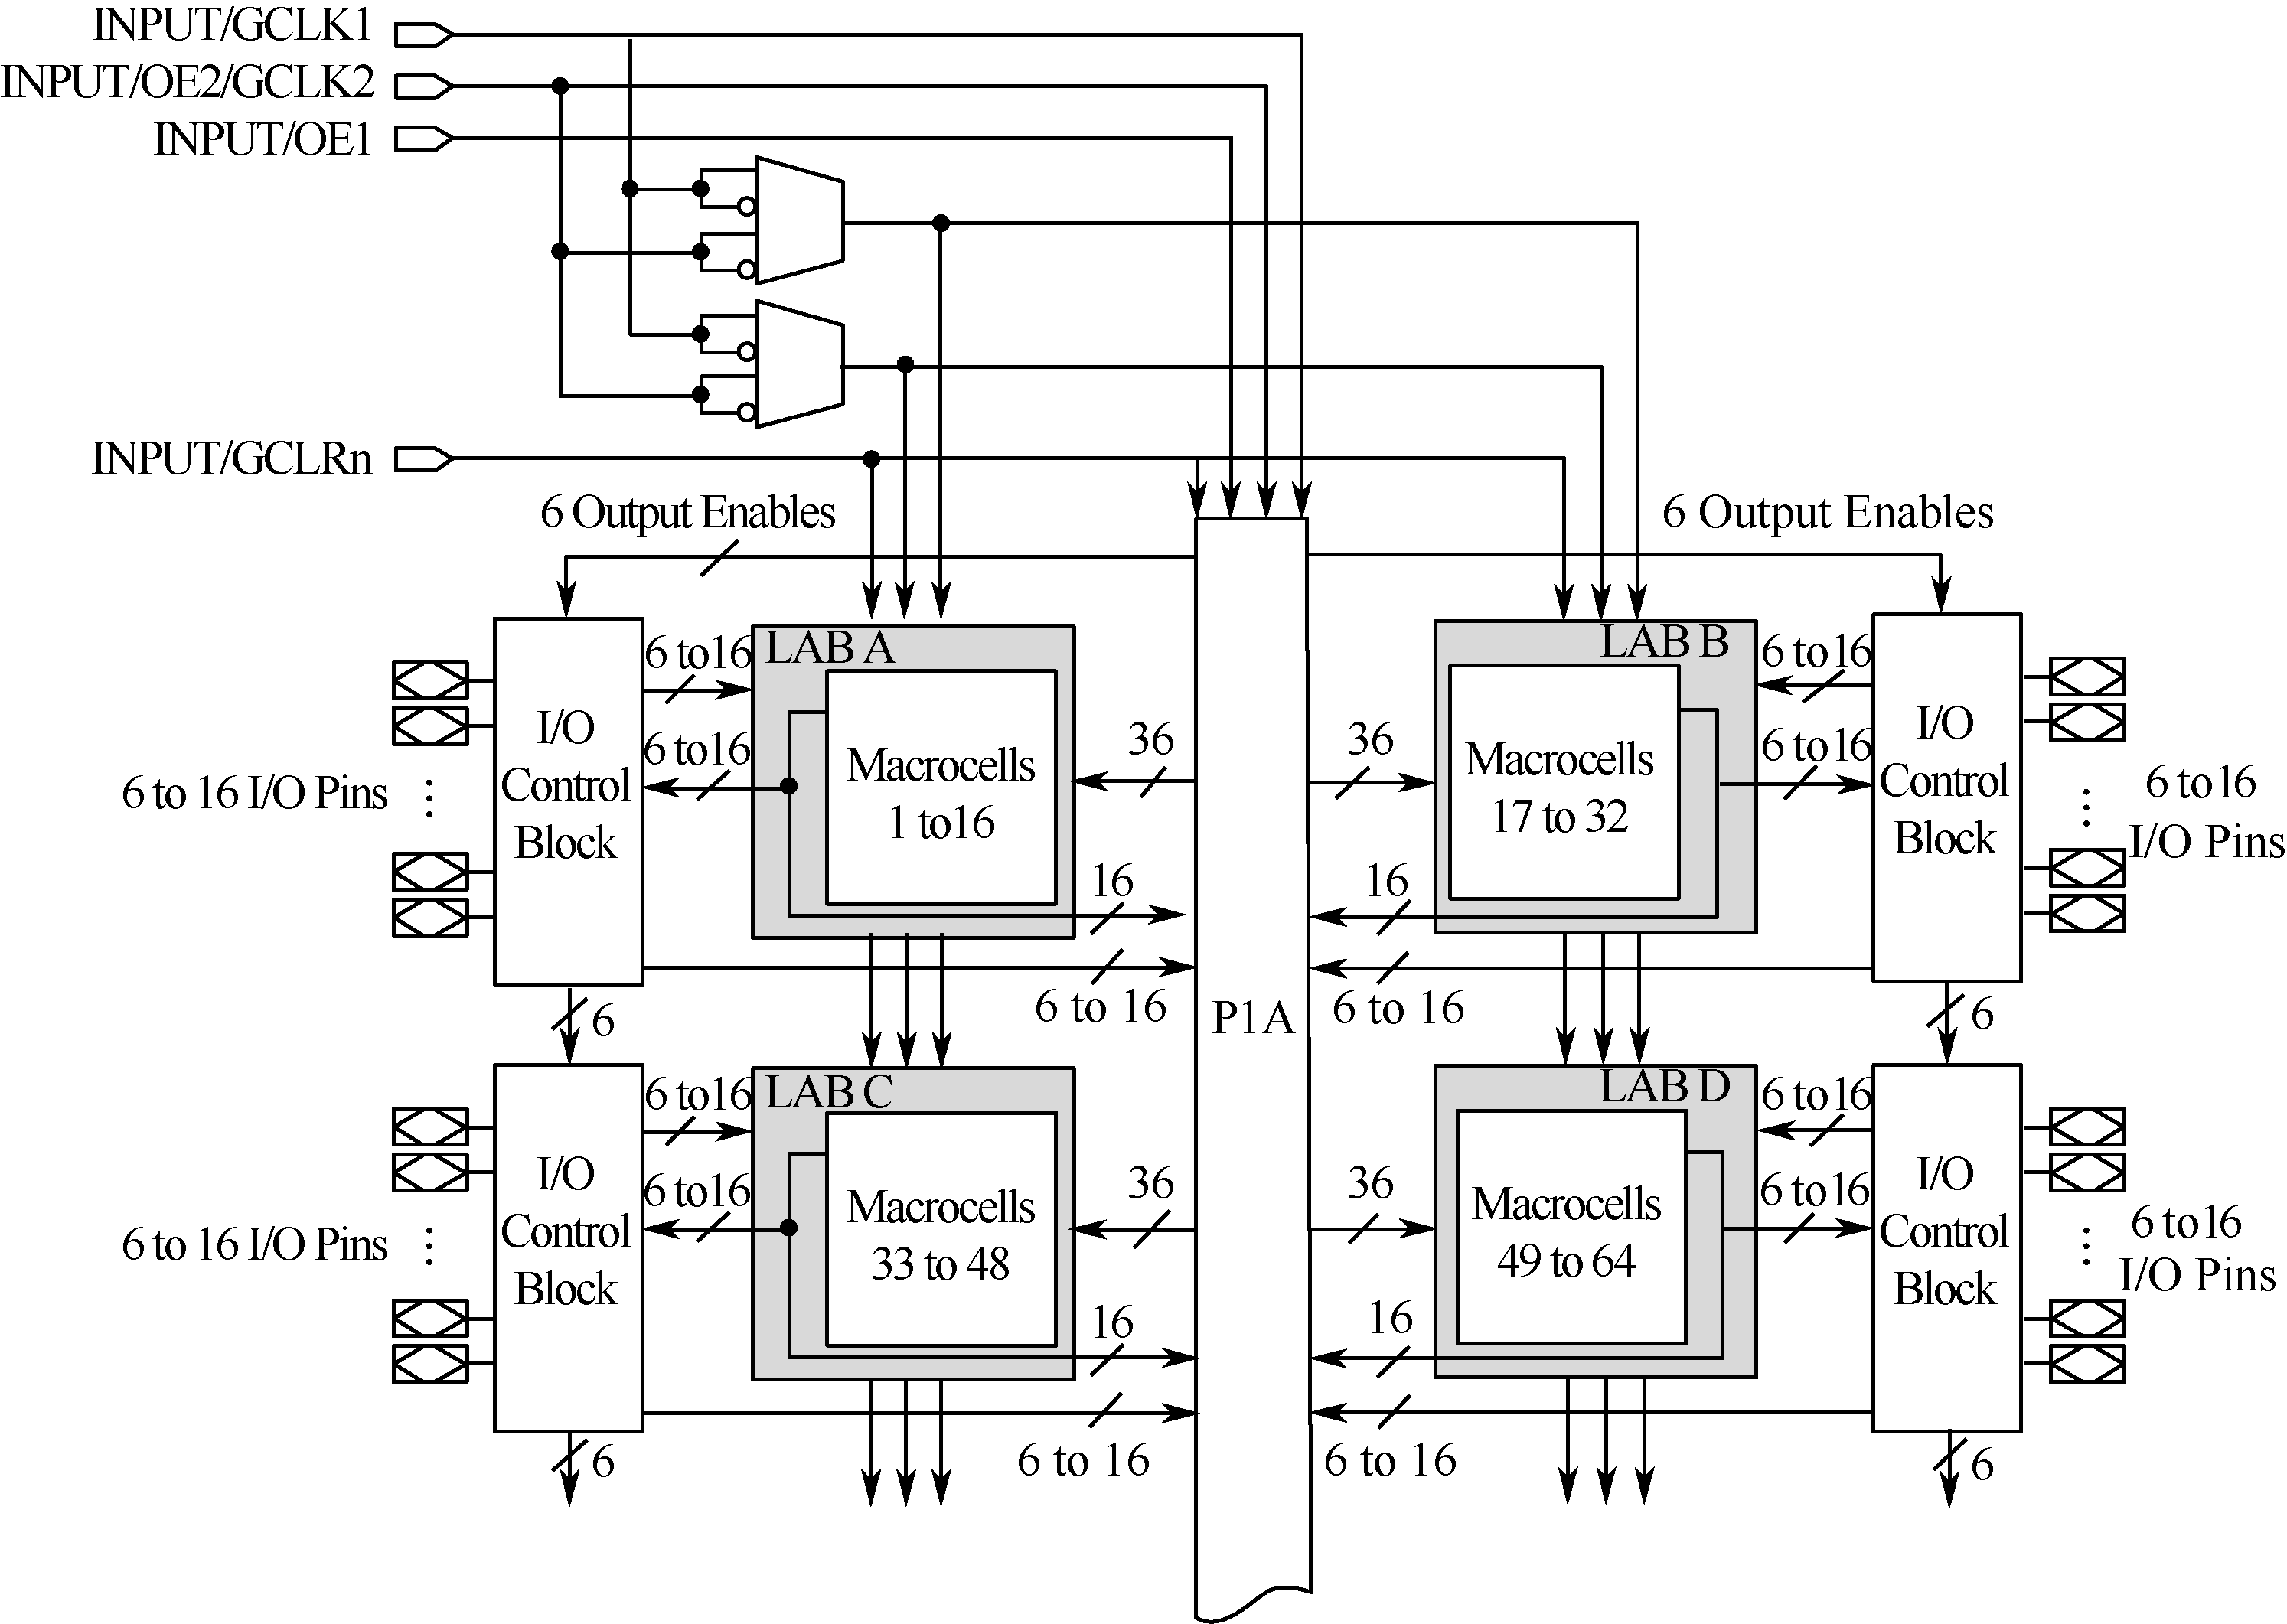 INPUT/GCLK1
INPUT/OE2/GCLK2
INPUT/OE1
INPUT/GCLRn
6 Output Enables
6 Output Enables
LAB A
LAB B
6 to16
6 to16
I/O
Control
Block
6 to16
6 to16
Macrocells
1 to16
36
36
Macrocells
17 to 32
I/O
Control
Block
6 to 16 I/O Pins
⋮
⋮
6 to16
I/O Pins
16
16
6 to 16
6 to 16
P1A
6
6
LAB C
LAB D
6 to16
6 to16
I/O
Control
Block
6 to16
6 to16
Macrocells
33 to 48
36
36
Macrocells
49 to 64
I/O
Control
Block
6 to 16 I/O Pins
⋮
⋮
6 to16
I/O Pins
16
16
6 to 16
6 to 16
6
6